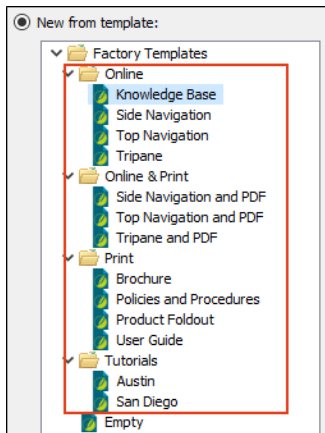 New from template:
Factory Templates
Online
Knowledge Base
Side Navigation
Top Navigation
Tripane
Online & Print
Side Navigation and PDF
Top Navigation and PDF
Tripane and PDF
Print
Brochure
Policies and Procedures
Product Foldout
User Guide
Tutorials
Austin
San Diego
Empty